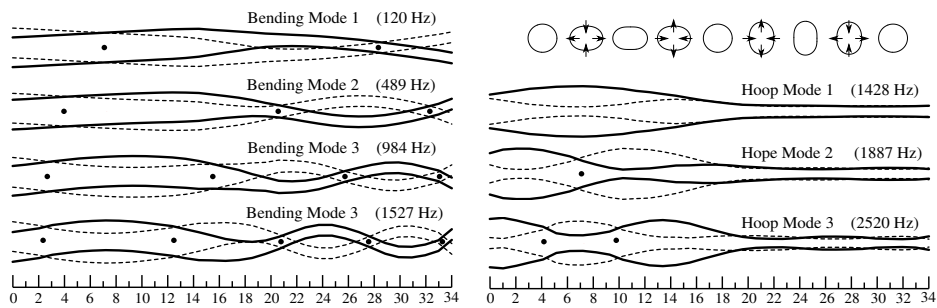 Bending Mode 1 (120 Hz)
Bending Mode 2 (489 Hz)
Bending Mode 3 (984 Hz)
Bending Mode 3 (1527 Hz)
0 2 4 6 8 10 12 14 16 18 20 22 24 26 28 30 32 34
Hoop Mode 1 (1428 Hz)
Hope Mode 2 (1887 Hz)
Hoop Mode 3 (2520 Hz)
0 2 4 6 8 10 12 14 16 18 20 22 24 26 28 30 32 34